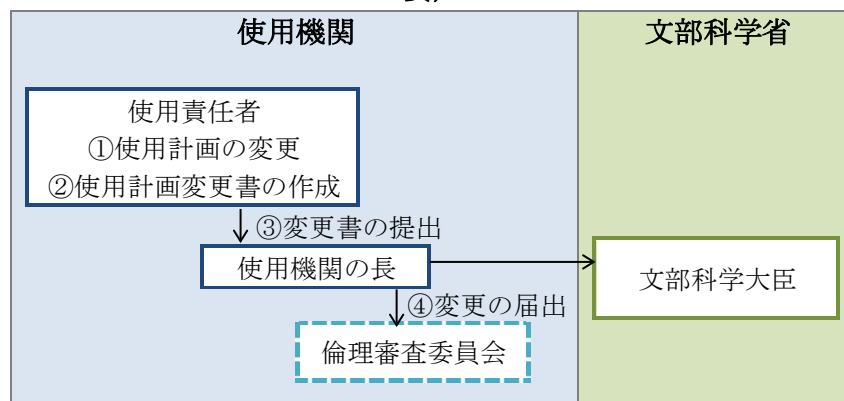 使用機関
文部科学省
使用責任者
①使用計画の変更
②使用計画変更書の作成
③変更書の提出
使用機関の長
文部科学大臣
④変更の届出
倫理審査委員会